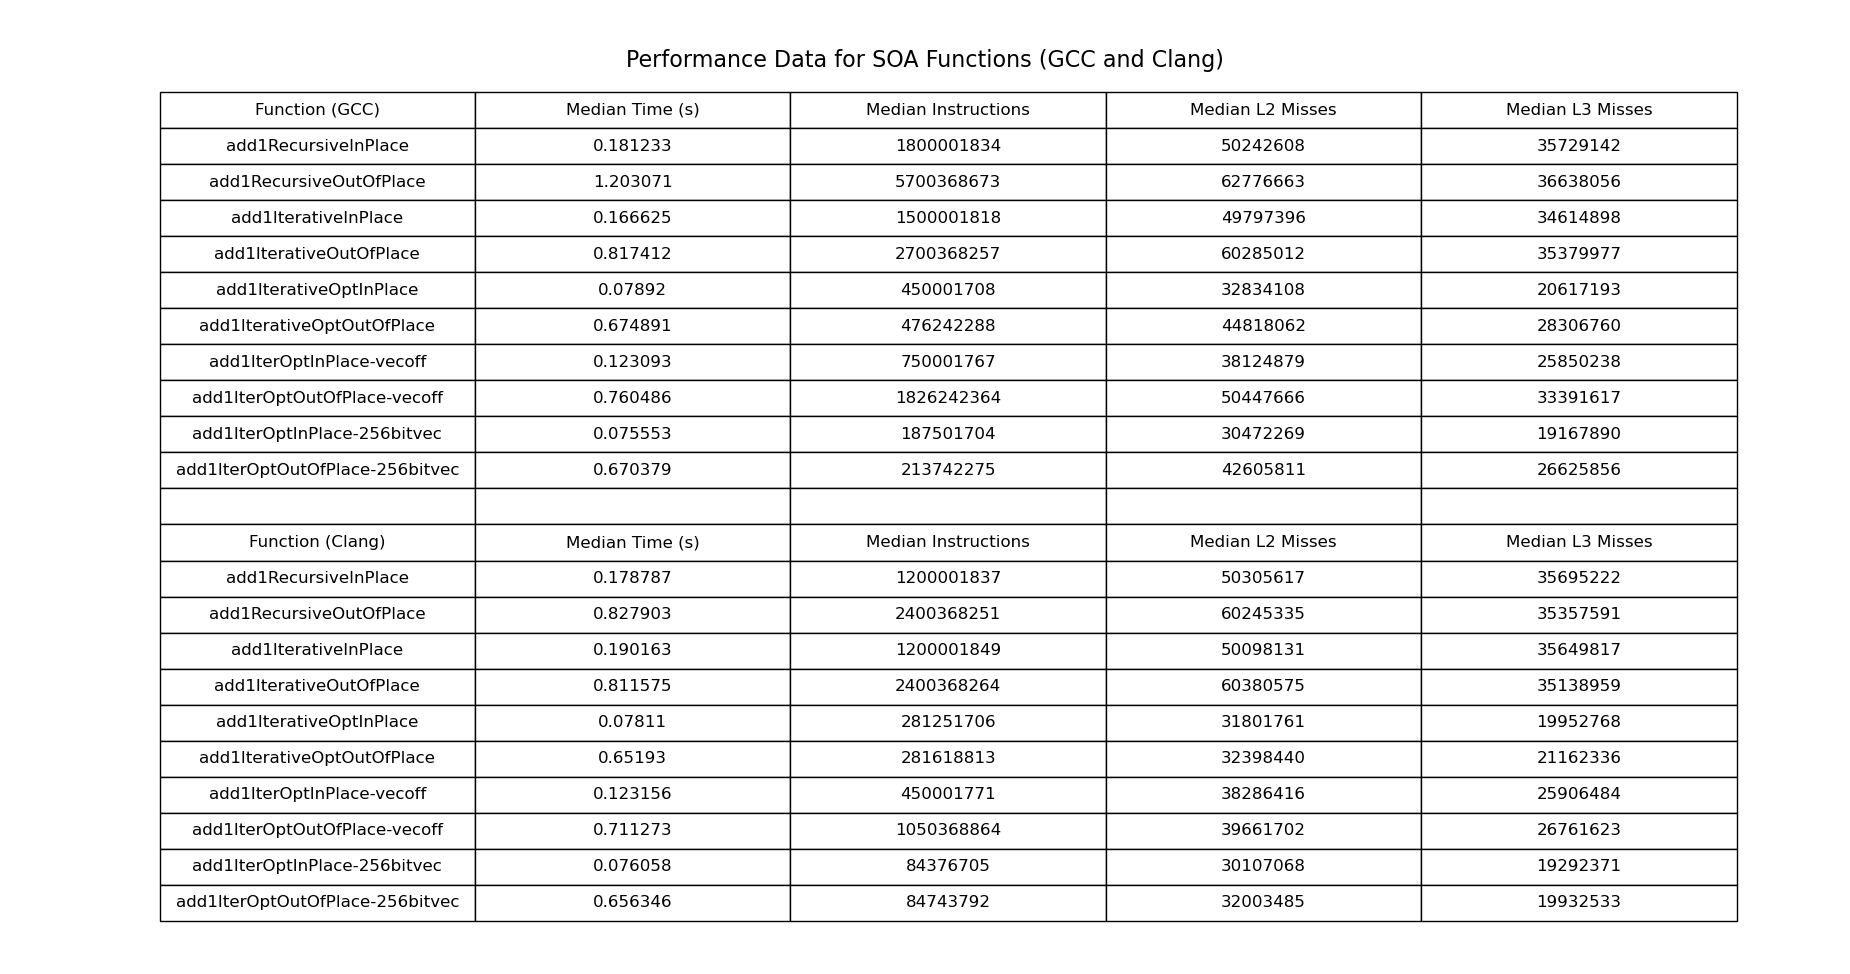 Performance Data for SOA Functions (GCC and Clang)
Function (GCC) Median Time (s) Median Instructions Median L2 Misses Median L3 Misses
add1RecursiveInPlace 0.181233 1800001834 50242608 35729142
add1RecursiveOutOfPlace 1.203071 5700368673 62776663 36638056
add1IterativeInPlace 0.166625 1500001818 49797396 34614898
add1IterativeOutOfPlace 0.817412 2700368257 60285012 35379977
add1IterativeOptInPlace 0.07892 450001708 32834108 20617193
add1IterativeOptOutOfPlace 0.674891 476242288 44818062 28306760
add1IterOptInPlace-vecoff 0.123093 750001767 38124879 25850238
add1IterOptOutOfPlace-vecoff 0.760486 1826242364 50447666 33391617
add1IterOptInPlace-256bitvec 0.075553 187501704 30472269 19167890
add1IterOptOutOfPlace-256bitvec 0.670379 213742275 42605811 26625856
Function (Clang) Median Time (s) Median Instructions Median L2 Misses Median L3 Misses
add1RecursiveInPlace 0.178787 1200001837 50305617 35695222
add1RecursiveOutOfPlace 0.827903 2400368251 60245335 35357591
add1IterativeInPlace 0.190163 1200001849 50098131 35649817
add1IterativeOutOfPlace 0.811575 2400368264 60380575 35138959
add1IterativeOptInPlace 0.07811 281251706 31801761 19952768
add1IterativeOptOutOfPlace 0.65193 281618813 32398440 21162336
add1IterOptInPlace-vecoff 0.123156 450001771 38286416 25906484
add1IterOptOutOfPlace-vecoff 0.711273 1050368864 39661702 26761623
add1IterOptInPlace-256bitvec 0.076058 84376705 30107068 19292371
add1IterOptOutOfPlace-256bitvec 0.656346 84743792 32003485 19932533